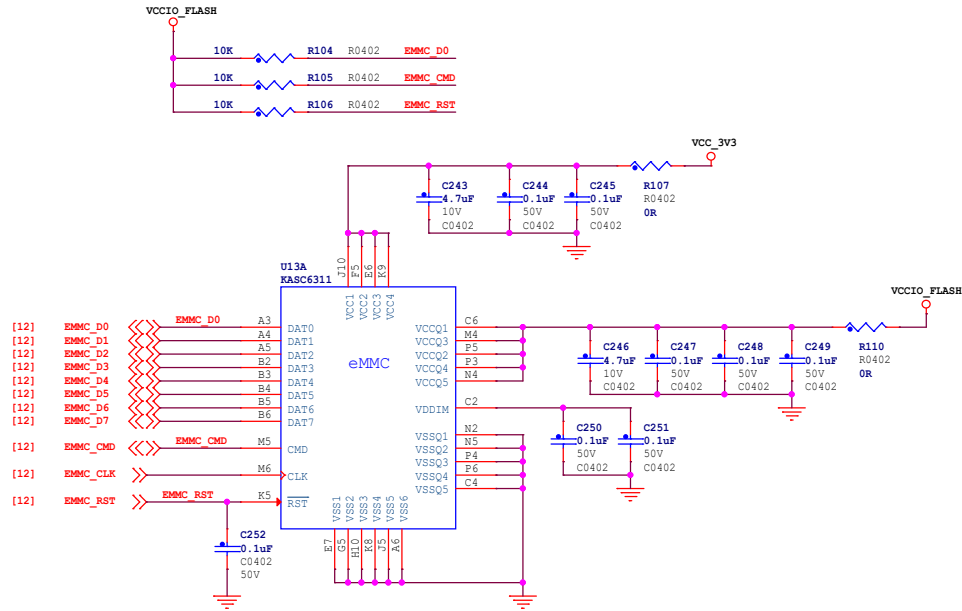 VCCIO_FLASH
10K R104 R0402 EMMC_D0
10K R105 R0402 EMMC_CMD
10K R106 R0402 EMMC_RST
VCC_3V3
C243 4.7uF 10V C0402
C244 0.1uF 50V C0402
C245 0.1uF 50V C0402
R107 R0402 0R
U13A
KASC6311
J10 F5 E6 K9
VCC1 VCC2 VCC3 VCC4
VCCIO_FLASH
eMMC
[12] EMMC_D0 EMMC_D0 A3 DAT0
[12] EMMC_D1 A4 DAT1
[12] EMMC_D2 A5 DAT2
[12] EMMC_D3 B2 DAT3
[12] EMMC_D4 B3 DAT4
[12] EMMC_D5 B4 DAT5
[12] EMMC_D6 B5 DAT6
[12] EMMC_D7 B6 DAT7
[12] EMMC_CMD EMMC_CMD M5 CMD
[12] EMMC_CLK M6 CLK
[12] EMMC_RST EMMC_RST K5 RST
VCCQ1 C6
VCCQ3 M4
VCCQ2 P5
VCCQ4 P3
VCCQ5 N4
VDDIM C2
VSSQ1 N2
VSSQ2 N5
VSSQ3 P4
VSSQ4 P6
VSSQ5 C4
C246 4.7uF 10V C0402
C247 0.1uF 50V C0402
C248 0.1uF 50V C0402
C249 0.1uF 50V C0402
R110 R0402 0R
C250 0.1uF 50V C0402
C251 0.1uF 50V C0402
VSS1 VSS2 VSS3 VSS4 VSS5 VSS6
E7 G5 H10 K8 J5 A6
C252 0.1uF C0402 50V